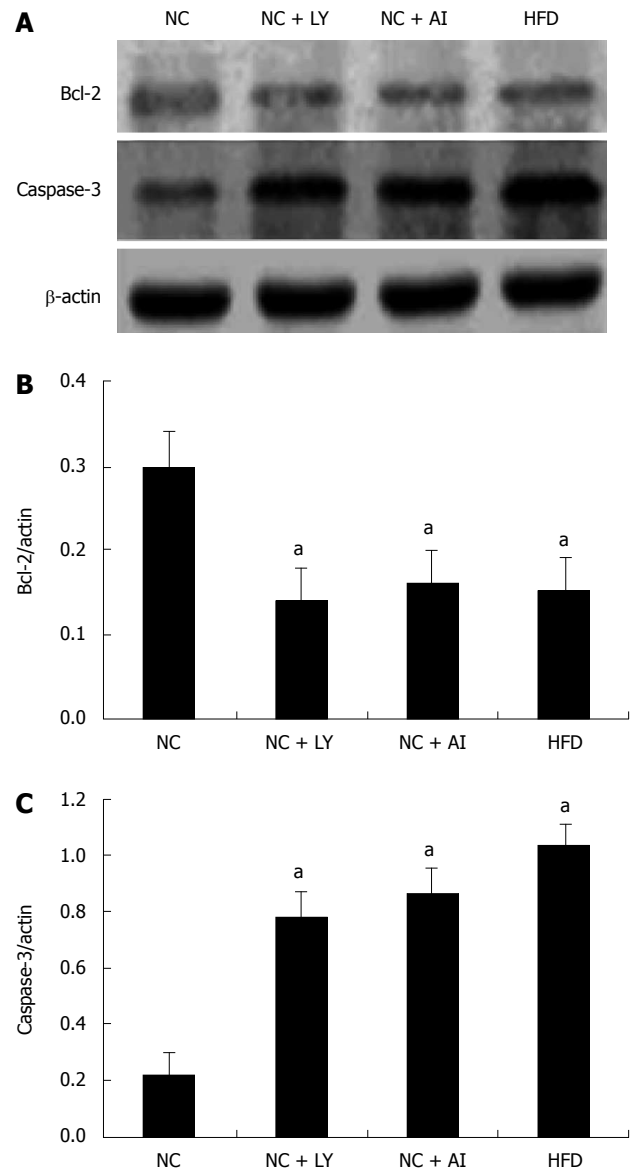 A
NC NC + LY NC + AI HFD
Bcl-2
Caspase-3
β-actin
B
0.4
0.3
0.2
0.1
0.0
Bcl-2/actin
a a a
NC NC + LY NC + AI HFD
C
1.2
1.0
0.8
0.6
0.4
0.2
0.0
Caspase-3/actin
a a a
NC NC + LY NC + AI HFD